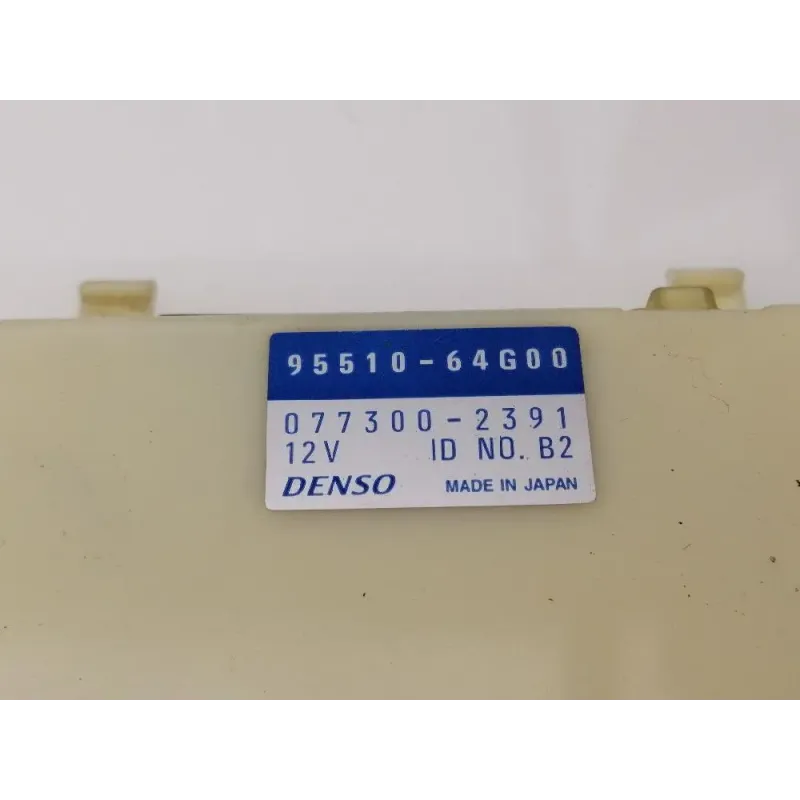 95510-64G00
077300-2391
12V ID NO. B2
DENSO MADE IN JAPAN